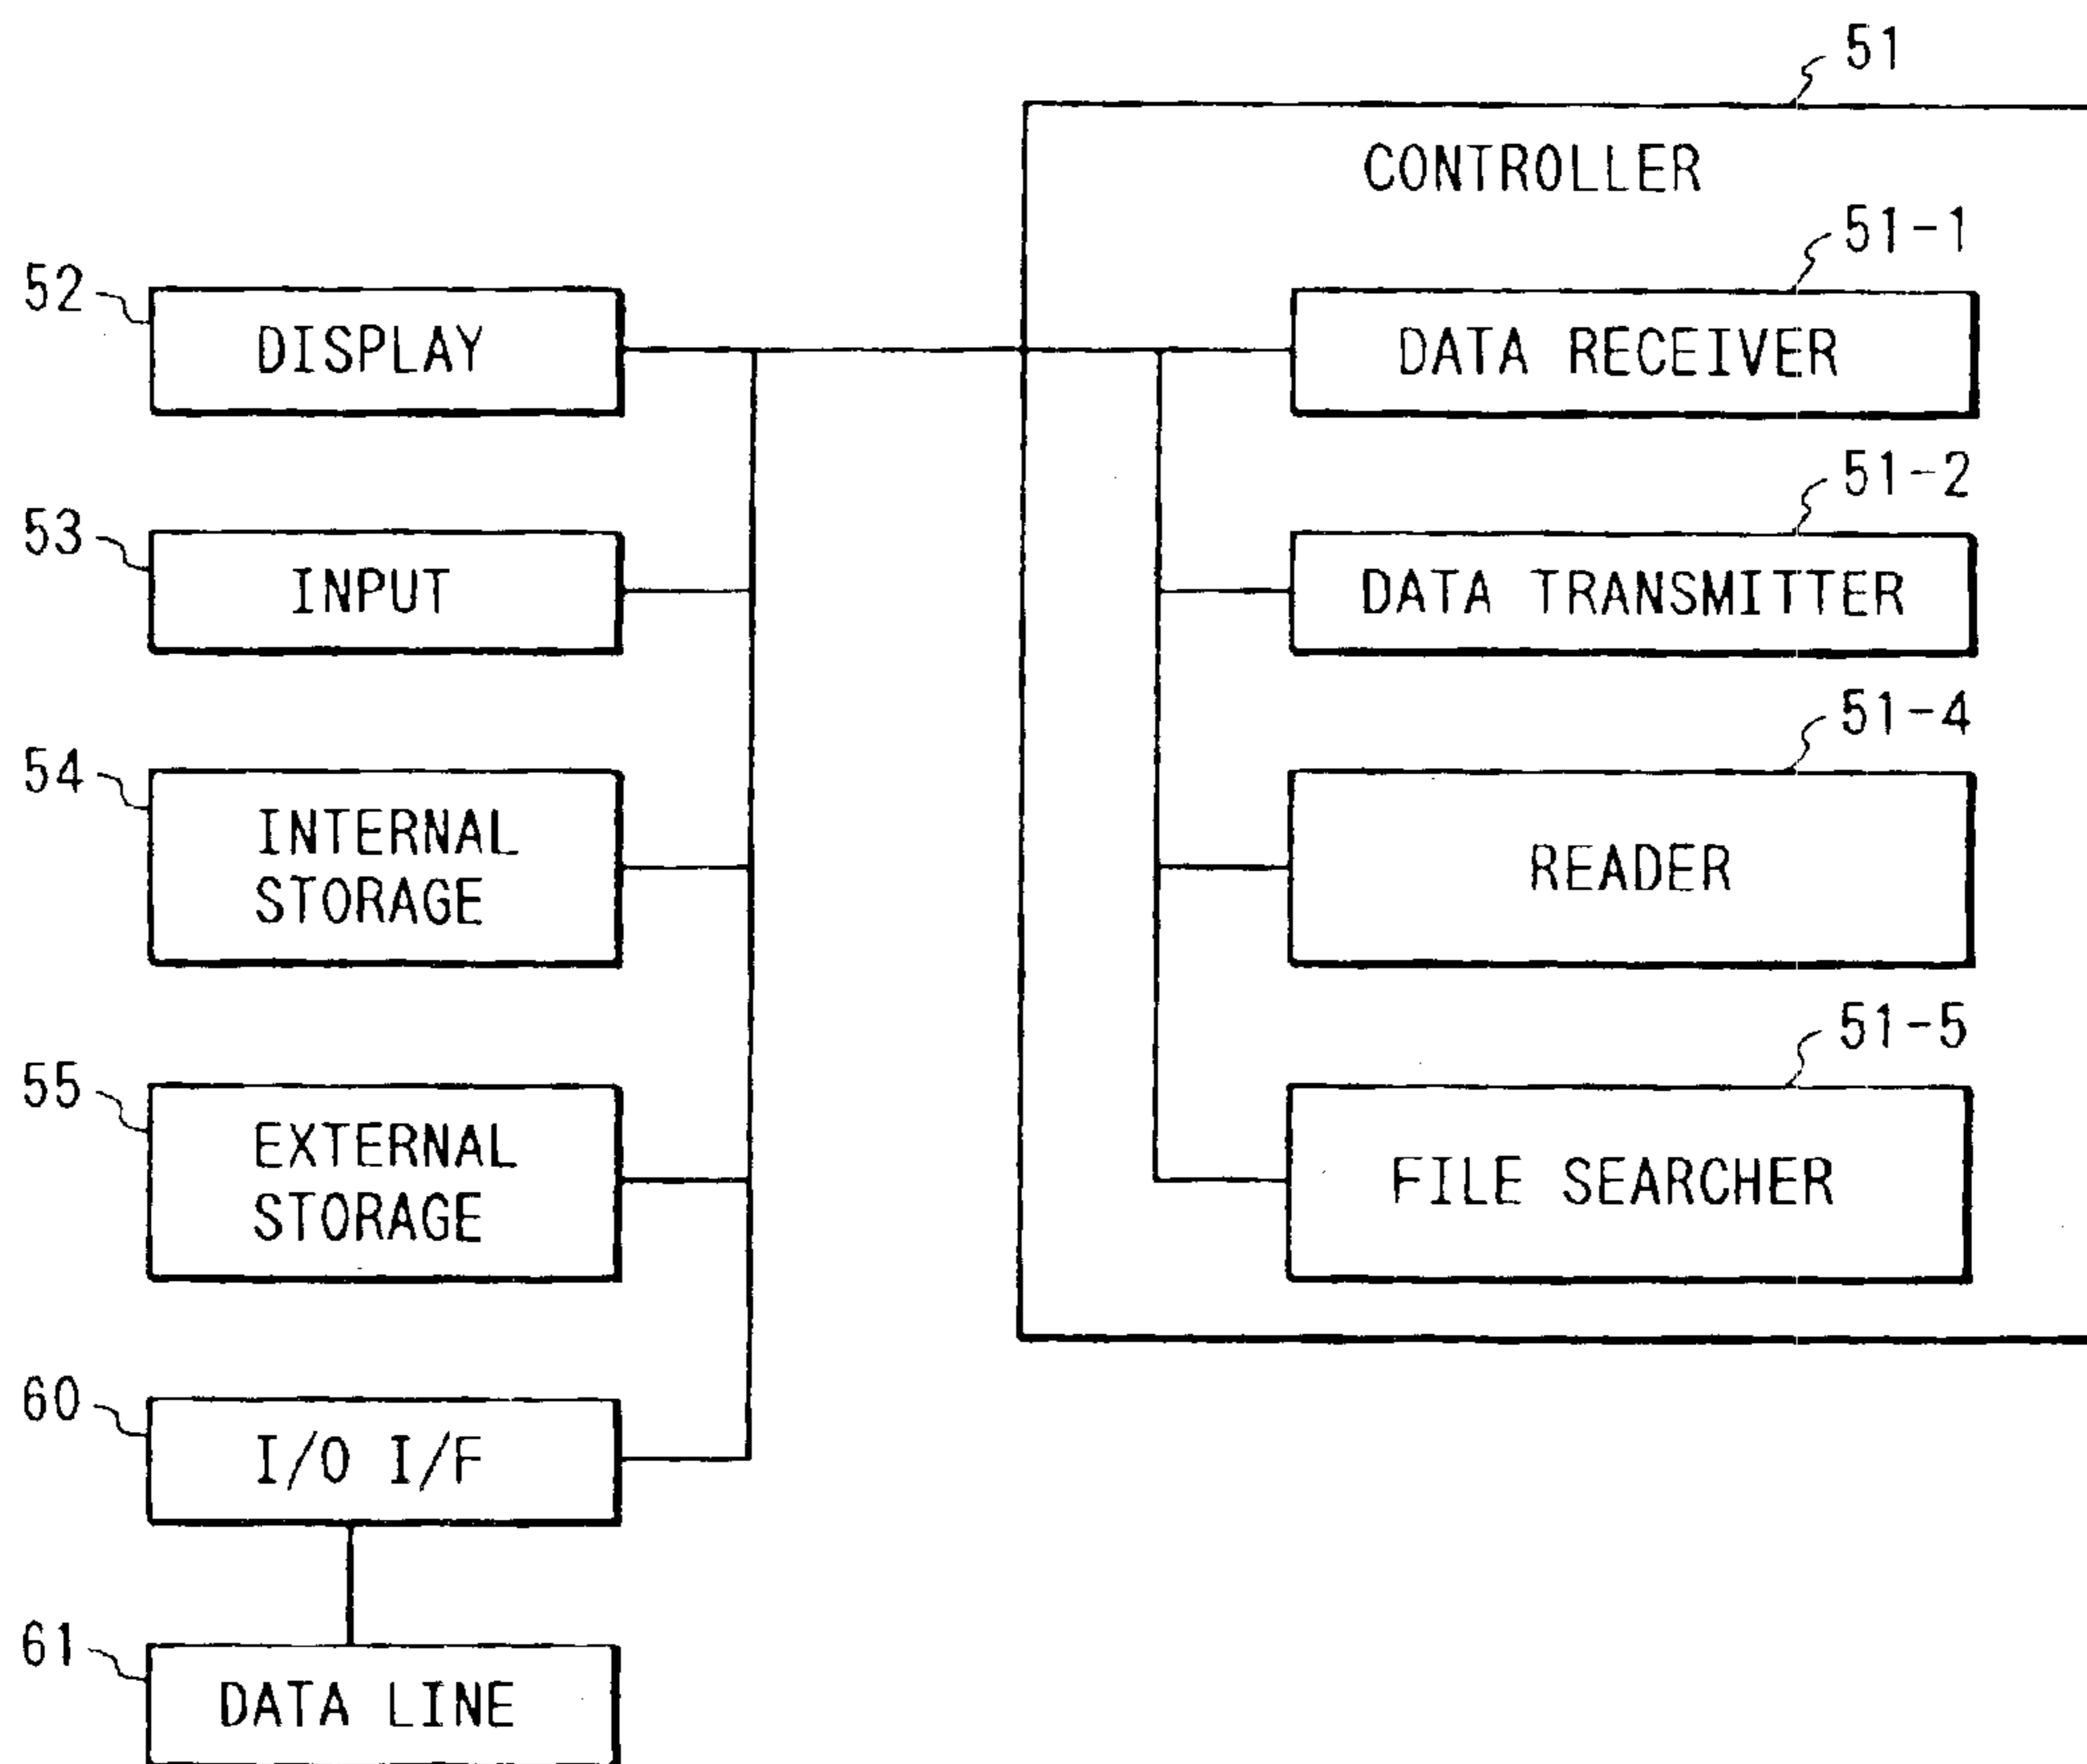 51
CONTROLLER
51-1
52
DISPLAY
DATA RECEIVER
51-2
53
INPUT
DATA TRANSMITTER
51-4
54
INTERNAL
STORAGE
READER
51-5
55
EXTERNAL
STORAGE
FILE SEARCHER
60
I/O I/F
61
DATA LINE